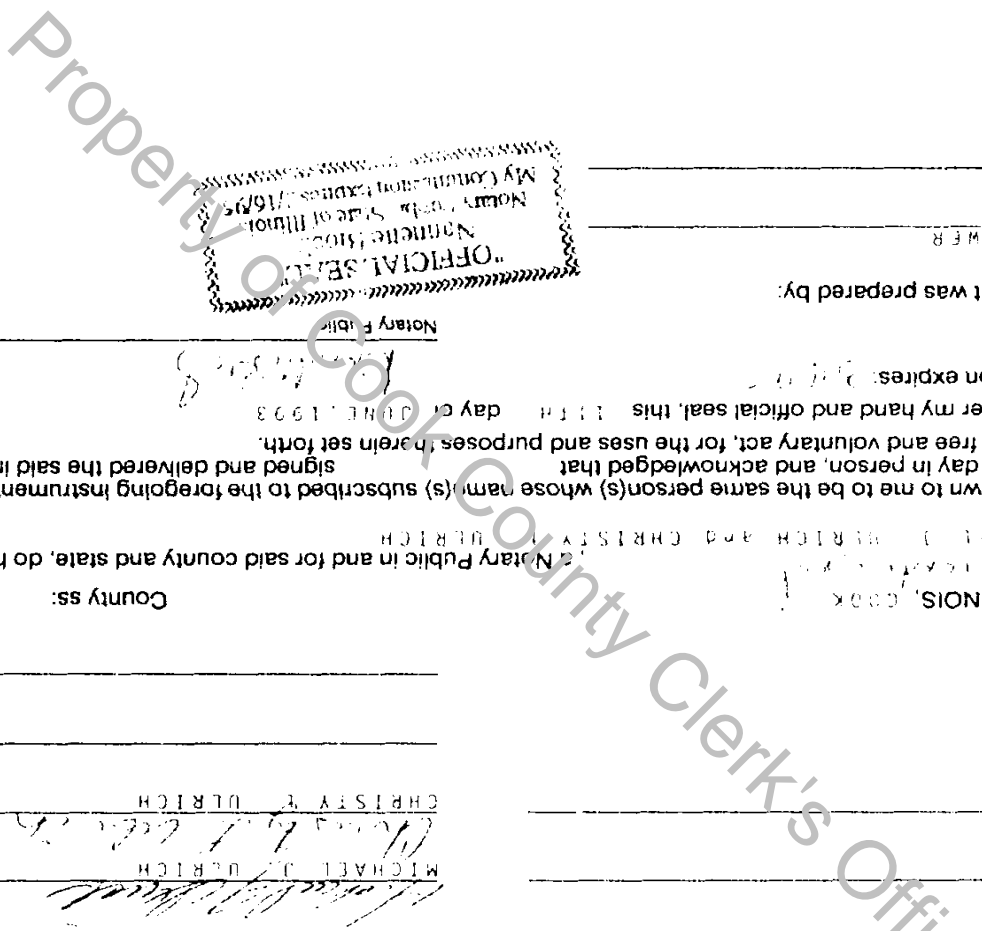 MICHAEL J. ULRICH
CHRISTY L ULRICH
NOIS, COOK County ss:
, a Notary Public in and for said county and state, do h
L J ULRICH and CHRISTY ULRICH
wn to me to be the same person(s) whose name(s) subscribed to the foregoing instrumen
day in person, and acknowledged that signed and delivered the said i
free and voluntary act, for the uses and purposes therein set forth.
er my hand and official seal, this 11TH day of JUNE, 1993
on expires:
Notary Public
t was prepared by:
WER
"OFFICIAL SEAL"
Nannette
Notary Public, State of Illinois
My Commission Expires /16/95
Property of Cook County Clerk's Offi